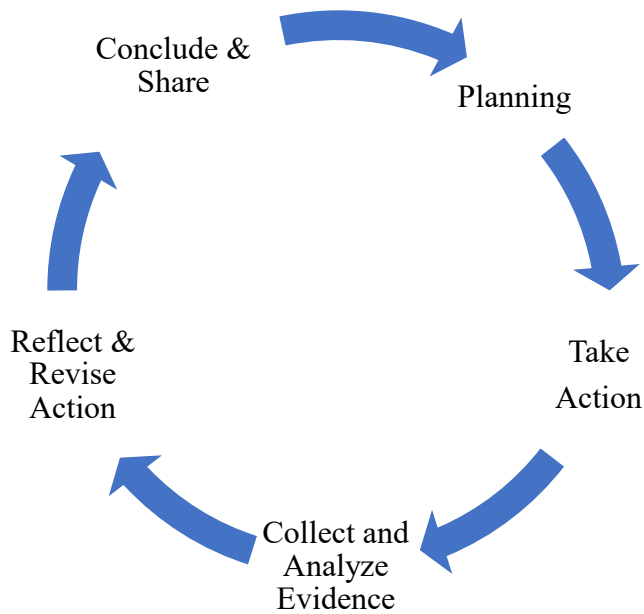 Conclude &
Share
Planning
Take
Action
Collect and
Analyze
Evidence
Reflect &
Revise
Action